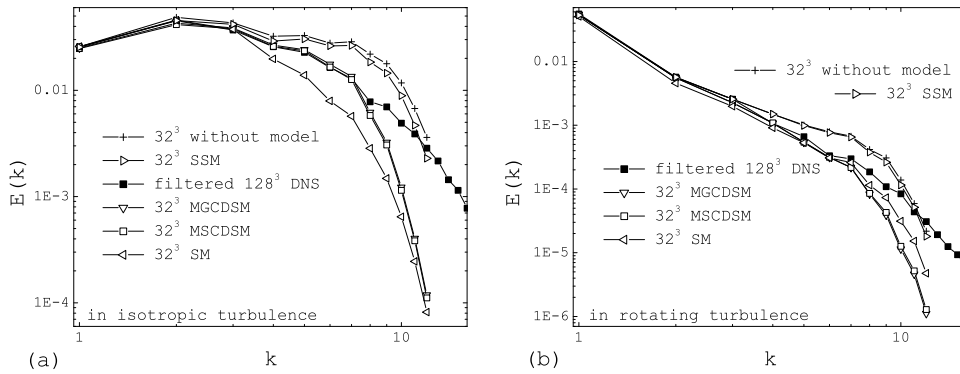 E(k)
0.01
1E-3
1E-4
32³ without model
32³ SSM
filtered 128³ DNS
32³ MGCDSM
32³ MSCDSM
32³ SM
in isotropic turbulence
1
10
(a)
k
E(k)
0.01
1E-3
1E-4
1E-5
1E-6
32³ without model
32³ SSM
filtered 128³ DNS
32³ MGCDSM
32³ MSCDSM
32³ SM
in rotating turbulence
1
10
(b)
k